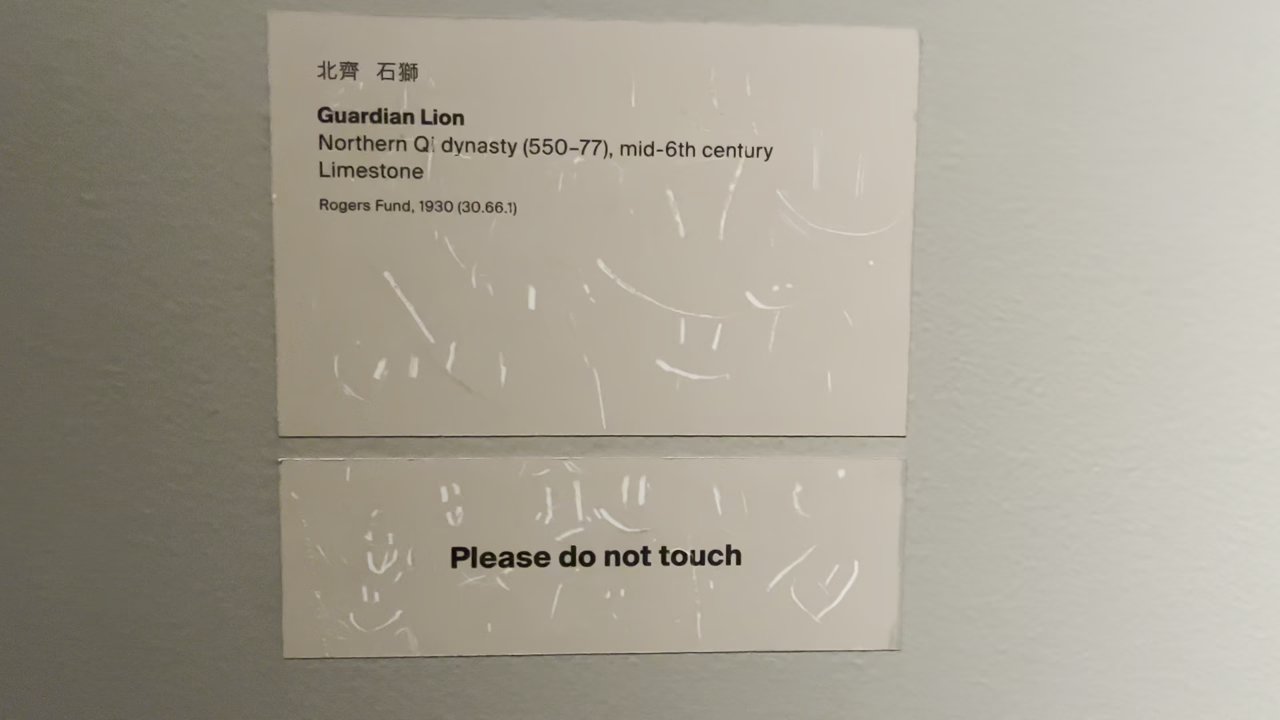 北齊 石獅
Guardian Lion
Northern Qi dynasty (550–77), mid-6th century
Limestone
Rogers Fund, 1930 (30.66.1)
Please do not touch